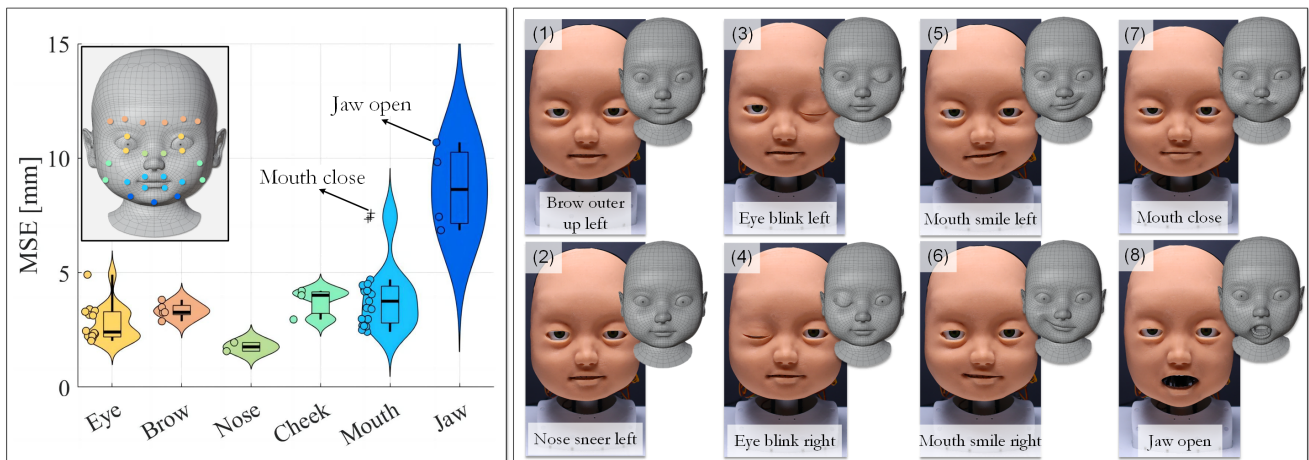 15
10
5
0
MSE [mm]
Jaw open
Mouth close
Eye
Brow
Nose
Cheek
Mouth
Jaw
(1)
Brow outer
up left
(3)
Eye blink left
(5)
Mouth smile left
(7)
Mouth close
(2)
Nose sneer left
(4)
Eye blink right
(6)
Mouth smile right
(8)
Jaw open